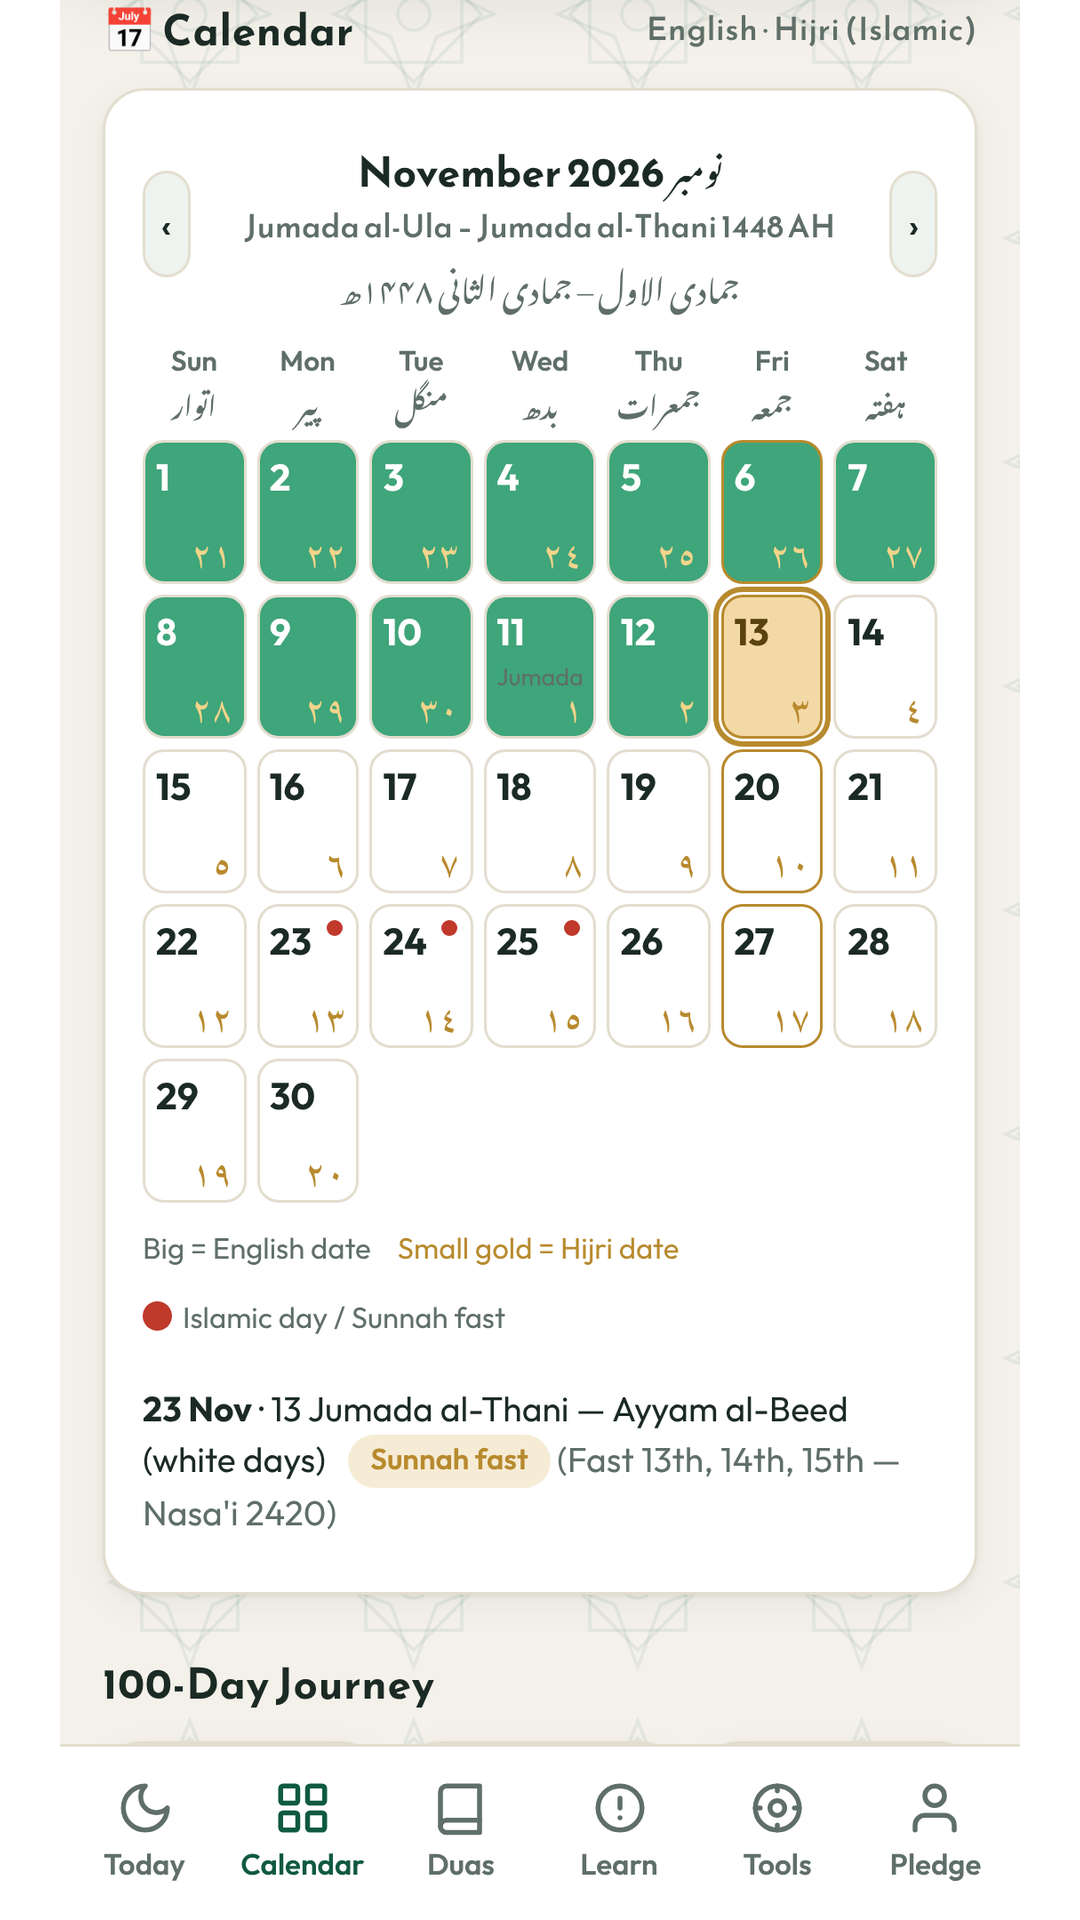 July 17 Calendar English · Hijri (Islamic)
November 2026 نومبر
Jumada al-Ula – Jumada al-Thani 1448 AH
جمادی الاول – جمادی الثانی ۱۴۴۸ھ
‹ ›
Sun Mon Tue Wed Thu Fri Sat
اتوار پیر منگل بدھ جمعرات جمعہ ہفتہ
1 2 3 4 5 6 7
٢١ ٢٢ ٢٣ ٢٤ ٢٥ ٢٦ ٢٧
8 9 10 11 12 13 14
Jumada
٢٨ ٢٩ ٣٠ ١ ٢ ٣ ٤
15 16 17 18 19 20 21
٥ ٦ ٧ ٨ ٩ ١٠ ١١
22 23 24 25 26 27 28
١٢ ١٣ ١٤ ١٥ ١٦ ١٧ ١٨
29 30
١٩ ٢٠
Big = English date Small gold = Hijri date
Islamic day / Sunnah fast
23 Nov · 13 Jumada al-Thani — Ayyam al-Beed
(white days) Sunnah fast (Fast 13th, 14th, 15th —
Nasa'i 2420)
100-Day Journey
Today Calendar Duas Learn Tools Pledge